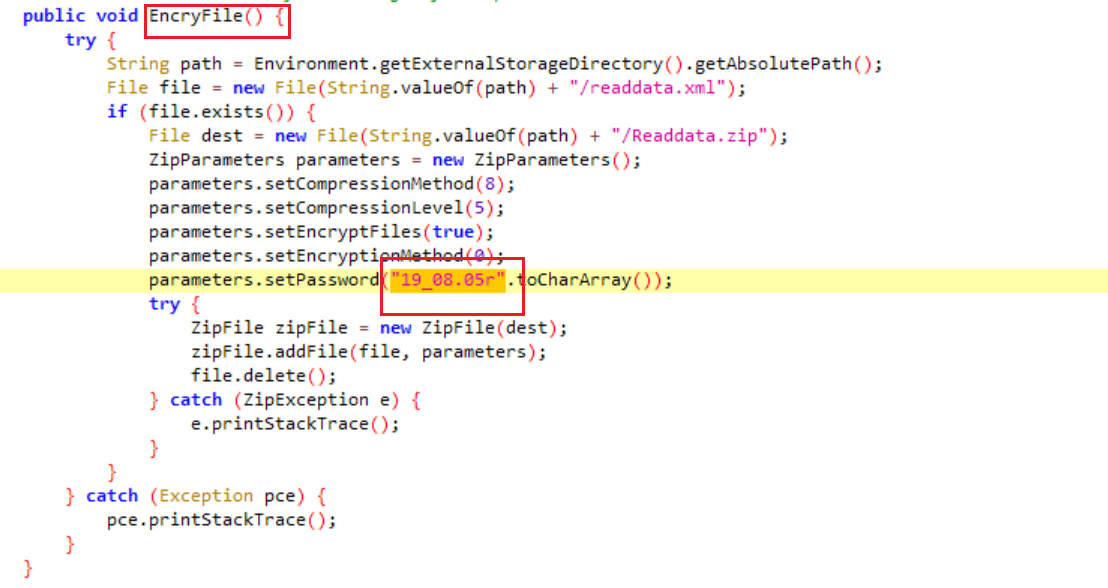 public void EncryFile() {
try {
String path = Environment.getExternalStorageDirectory().getAbsolutePath();
File file = new File(String.valueOf(path) + "/readdata.xml");
if (file.exists()) {
File dest = new File(String.valueOf(path) + "/Readdata.zip");
ZipParameters parameters = new ZipParameters();
parameters.setCompressionMethod(8);
parameters.setCompressionLevel(5);
parameters.setEncryptFiles(true);
parameters.setEncryptionMethod(0);
parameters.setPassword("19_08.05r".toCharArray());
try {
ZipFile zipFile = new ZipFile(dest);
zipFile.addFile(file, parameters);
file.delete();
} catch (ZipException e) {
e.printStackTrace();
}
}
} catch (Exception pce) {
pce.printStackTrace();
}
}